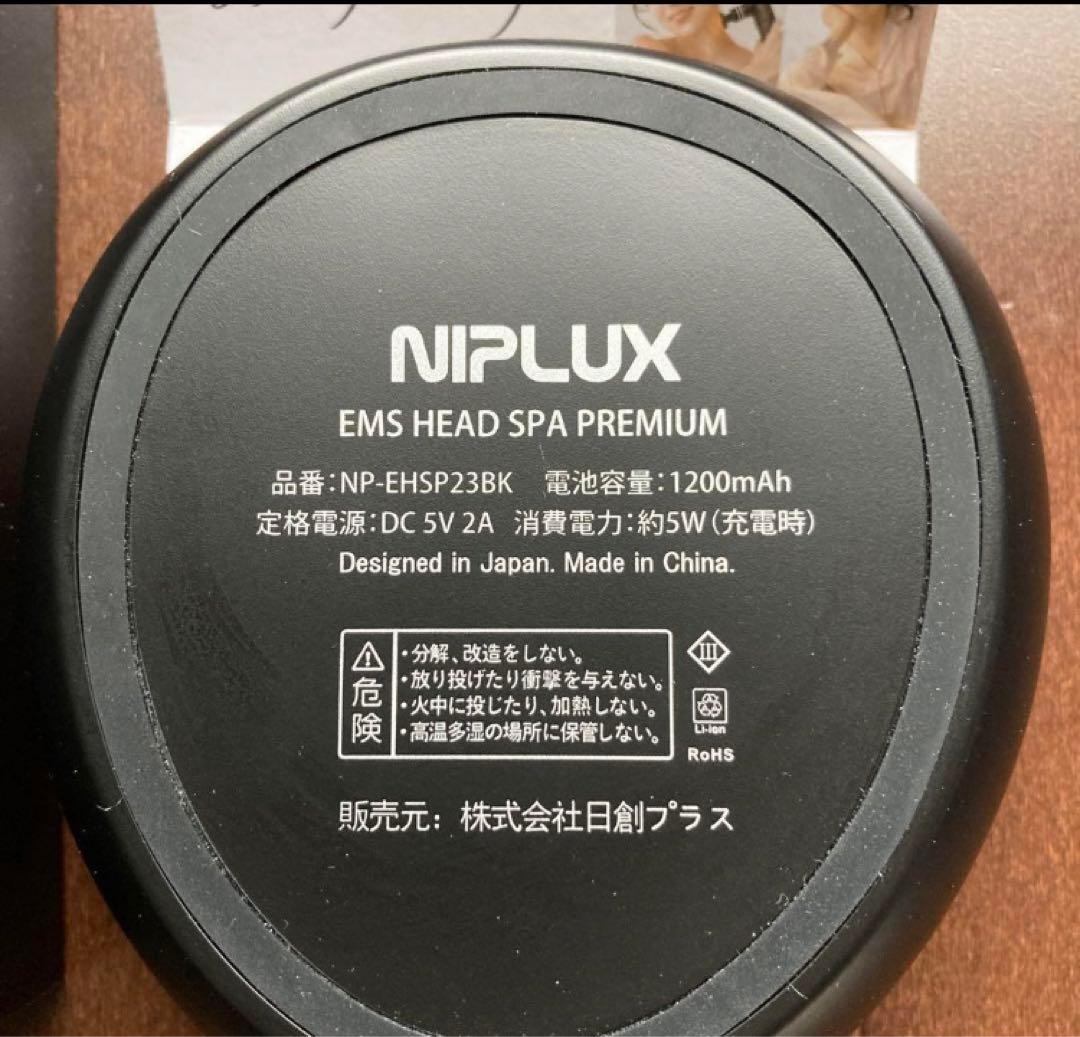 NIPLUX
EMS HEAD SPA PREMIUM
品番:NP-EHSP23BK 電池容量:1200mAh
定格電源:DC 5V 2A 消費電力:約5W(充電時)
Designed in Japan. Made in China.
危険
・分解、改造をしない。
・放り投げたり衝撃を与えない。
・火中に投じたり、加熱しない。
・高温多湿の場所に保管しない。
III
Li-ion
RoHS
販売元: 株式会社日創プラス